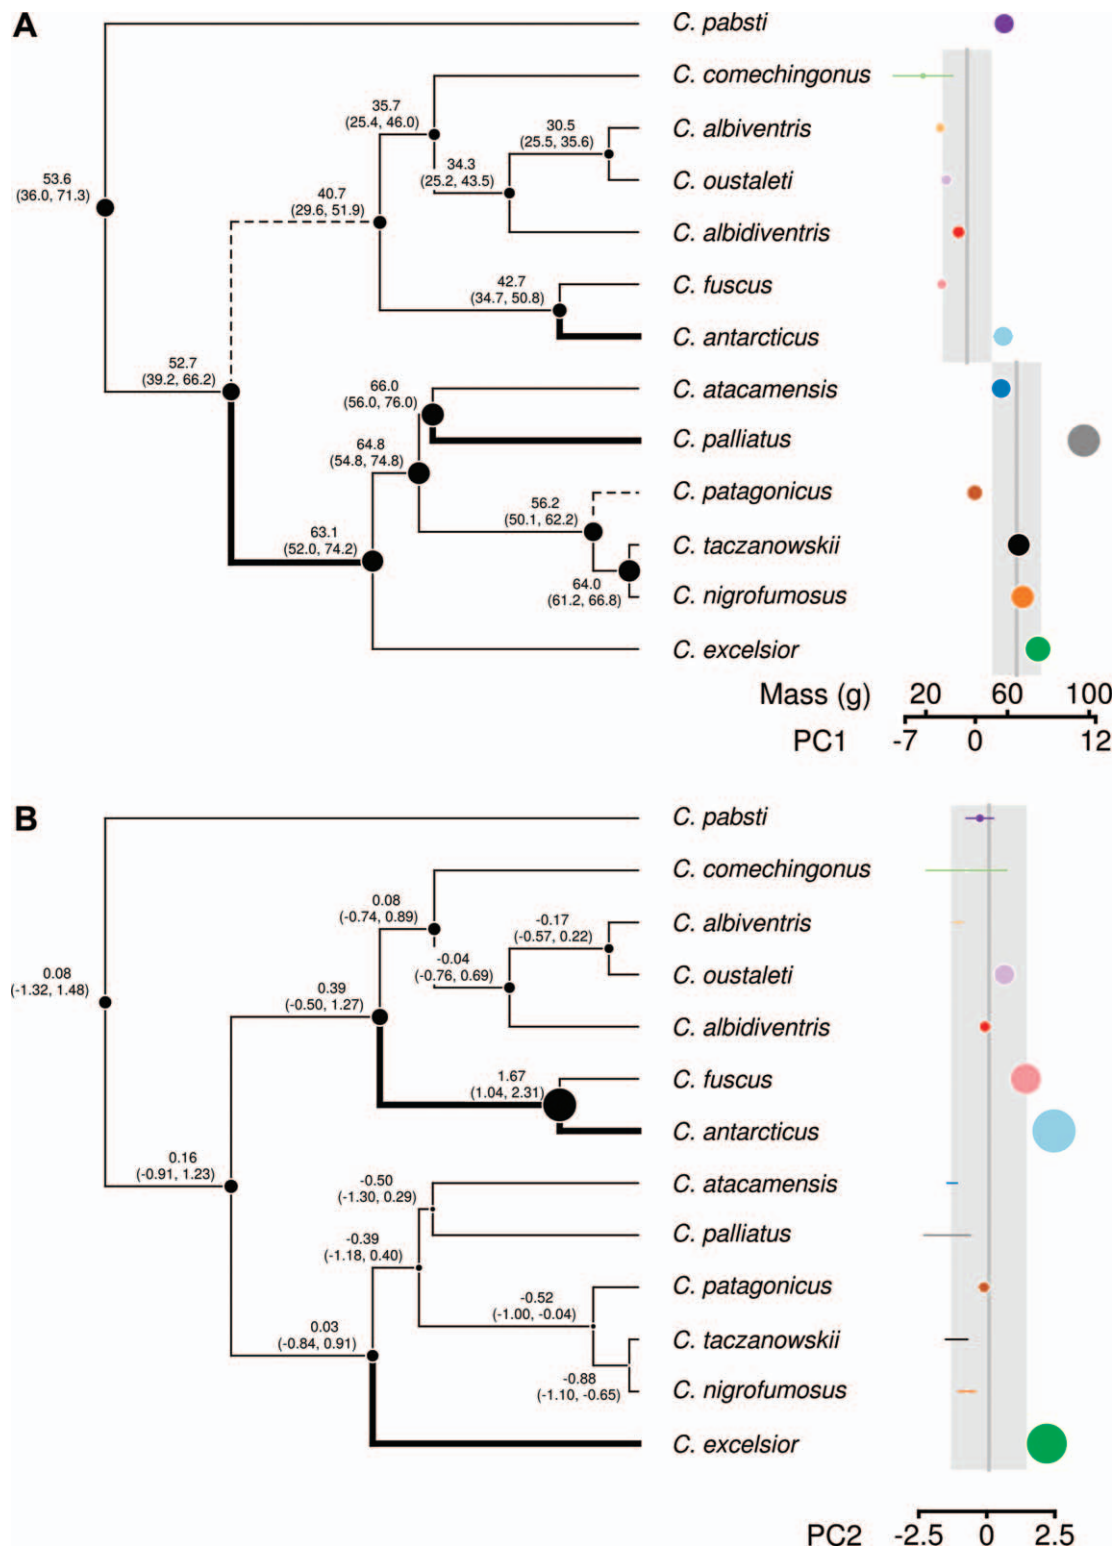 A
C. pabsti
C. comechingonus
35.7
(25.4, 46.0)
30.5
(25.5, 35.6)
C. albiventris
34.3
(25.2, 43.5)
C. oustaleti
53.6
(36.0, 71.3)
40.7
(29.6, 51.9)
C. albidiventris
42.7
(34.7, 50.8)
C. fuscus
C. antarcticus
52.7
(39.2, 66.2)
66.0
(56.0, 76.0)
C. atacamensis
C. palliatus
64.8
(54.8, 74.8)
C. patagonicus
56.2
(50.1, 62.2)
63.1
(52.0, 74.2)
C. taczanowskii
64.0
(61.2, 66.8)
C. nigrofumosus
C. excelsior
Mass (g) 20 60 100
PC1 -7 0 12
B
C. pabsti
C. comechingonus
0.08
(-0.74, 0.89)
-0.17
(-0.57, 0.22)
C. albiventris
-0.04
(-0.76, 0.69)
C. oustaleti
0.08
(-1.32, 1.48)
0.39
(-0.50, 1.27)
C. albidiventris
1.67
(1.04, 2.31)
C. fuscus
C. antarcticus
0.16
(-0.91, 1.23)
-0.50
(-1.30, 0.29)
C. atacamensis
C. palliatus
-0.39
(-1.18, 0.40)
C. patagonicus
-0.52
(-1.00, -0.04)
0.03
(-0.84, 0.91)
C. taczanowskii
-0.88
(-1.10, -0.65)
C. nigrofumosus
C. excelsior
PC2 -2.5 0 2.5